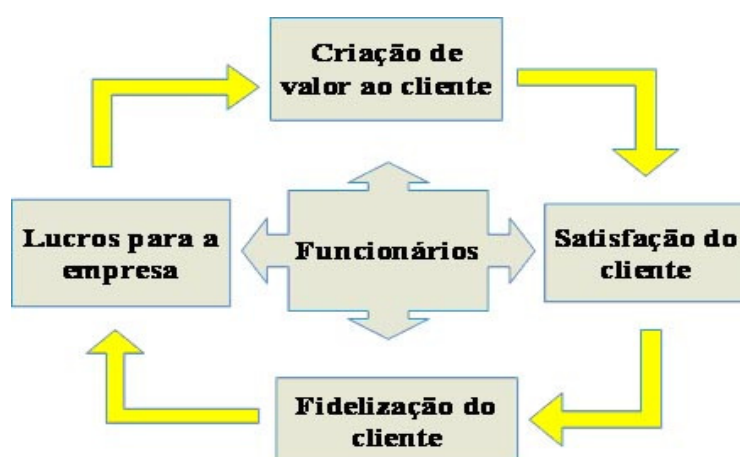 Criação de
valor ao cliente
Lucros para a
empresa
Funcionários
Satisfação do
cliente
Fidelização do
cliente